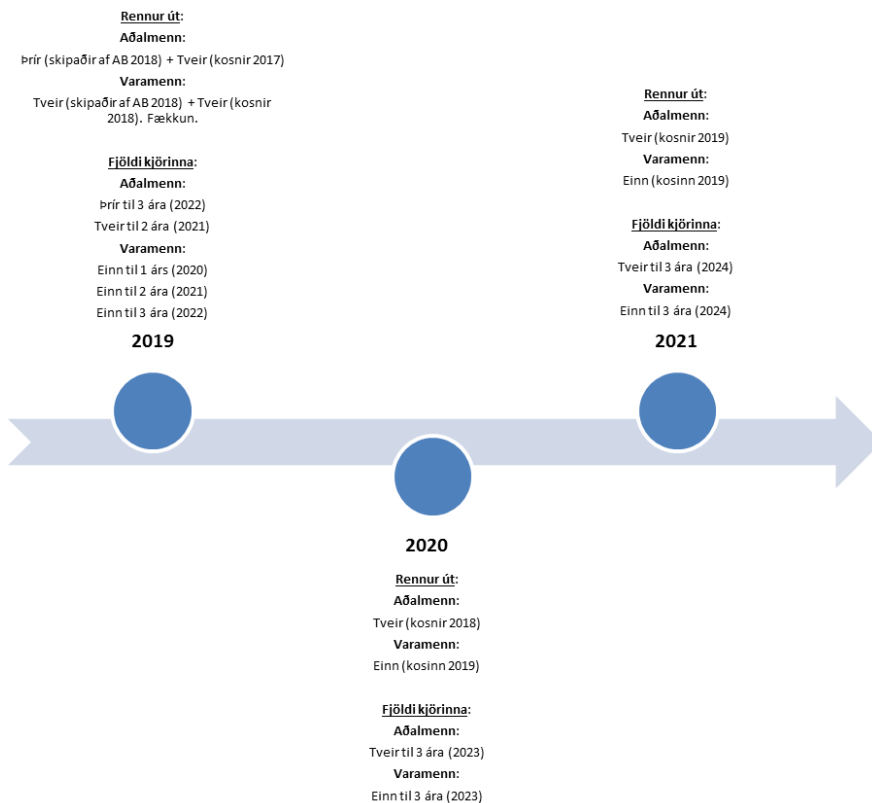 Rennur út:
Aðalmenn:
Þrír (skipaðir af AB 2018) + Tveir (kosnir 2017)
Varamenn:
Tveir (skipaðir af AB 2018) + Tveir (kosnir
2018). Fækkun.
Fjöldi kjörinna:
Aðalmenn:
Þrír til 3 ára (2022)
Tveir til 2 ára (2021)
Varamenn:
Einn til 1 árs (2020)
Einn til 2 ára (2021)
Einn til 3 ára (2022)
2019
2020
Rennur út:
Aðalmenn:
Tveir (kosnir 2018)
Varamenn:
Einn (kosinn 2019)
Fjöldi kjörinna:
Aðalmenn:
Tveir til 3 ára (2023)
Varamenn:
Einn til 3 ára (2023)
Rennur út:
Aðalmenn:
Tveir (kosnir 2019)
Varamenn:
Einn (kosinn 2019)
Fjöldi kjörinna:
Aðalmenn:
Tveir til 3 ára (2024)
Varamenn:
Einn til 3 ára (2024)
2021